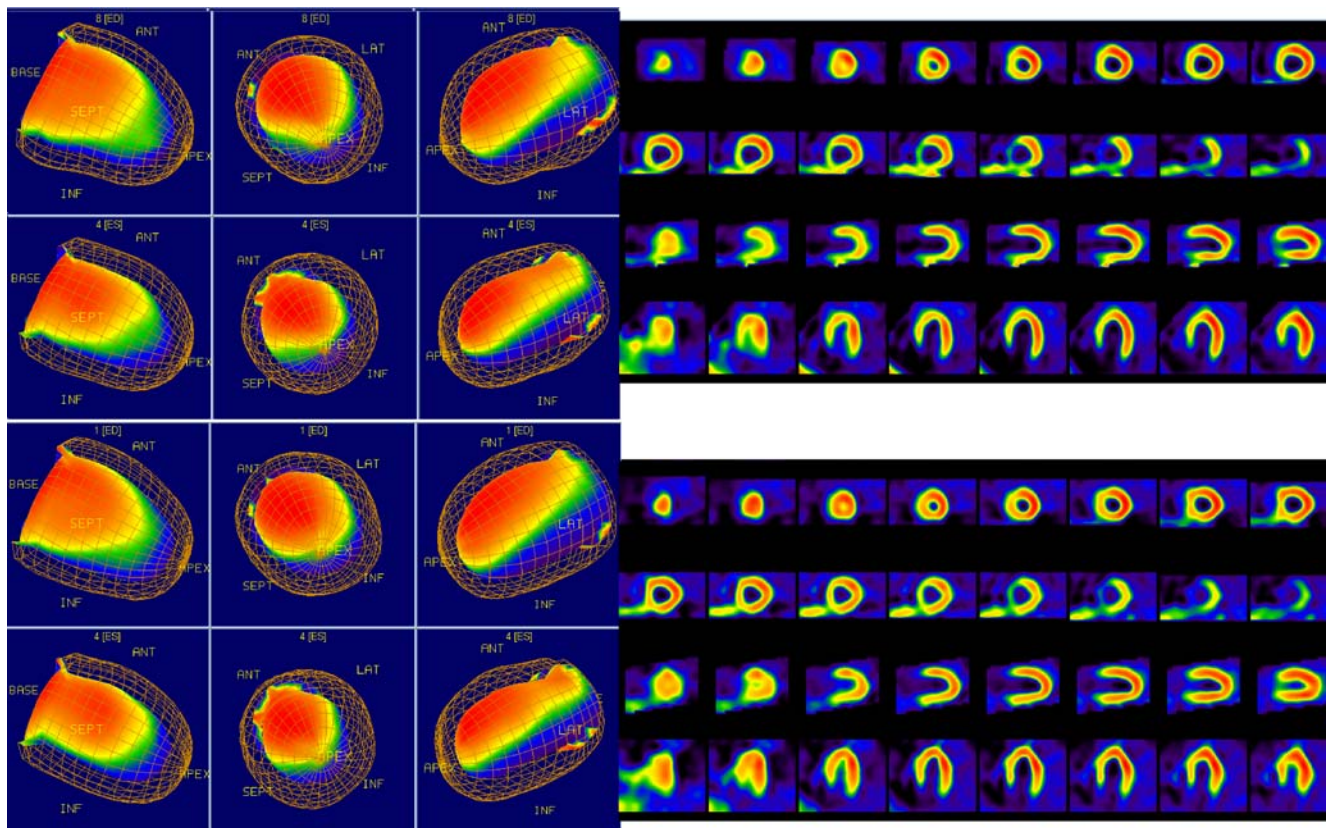 8 [ED]
ANT
BASE
SEPT
APEX
INF
8 [ED]
ANT
LAT
APEX
SEPT
INF
8 [ED]
ANT
LAT
APEX
INF
4 [ES]
ANT
BASE
SEPT
APEX
INF
4 [ES]
ANT
LAT
APEX
SEPT
INF
4 [ES]
ANT
LAT
APEX
INF
1 [ED]
ANT
BASE
SEPT
APEX
INF
1 [ED]
ANT
LAT
APEX
SEPT
INF
1 [ED]
ANT
LAT
APEX
INF
4 [ES]
ANT
BASE
SEPT
APEX
INF
4 [ES]
ANT
LAT
APEX
SEPT
INF
4 [ES]
ANT
LAT
APEX
INF